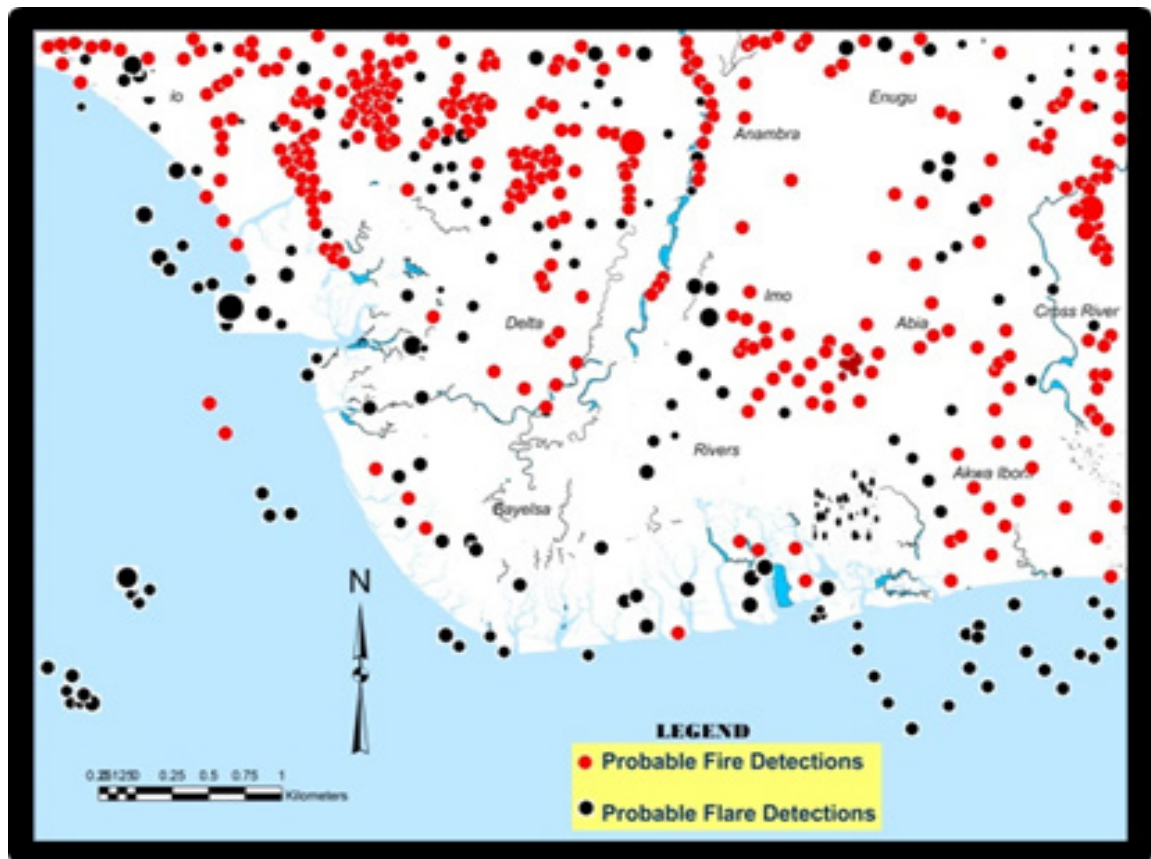 lo
Enugu
Anambra
Imo
Delta
Abia
Cross River
Rivers
Akwa Ibom
Bayelsa
N
LEGEND
Probable Fire Detections
Probable Flare Detections
0.25 0.5 0.75 1
Kilometers